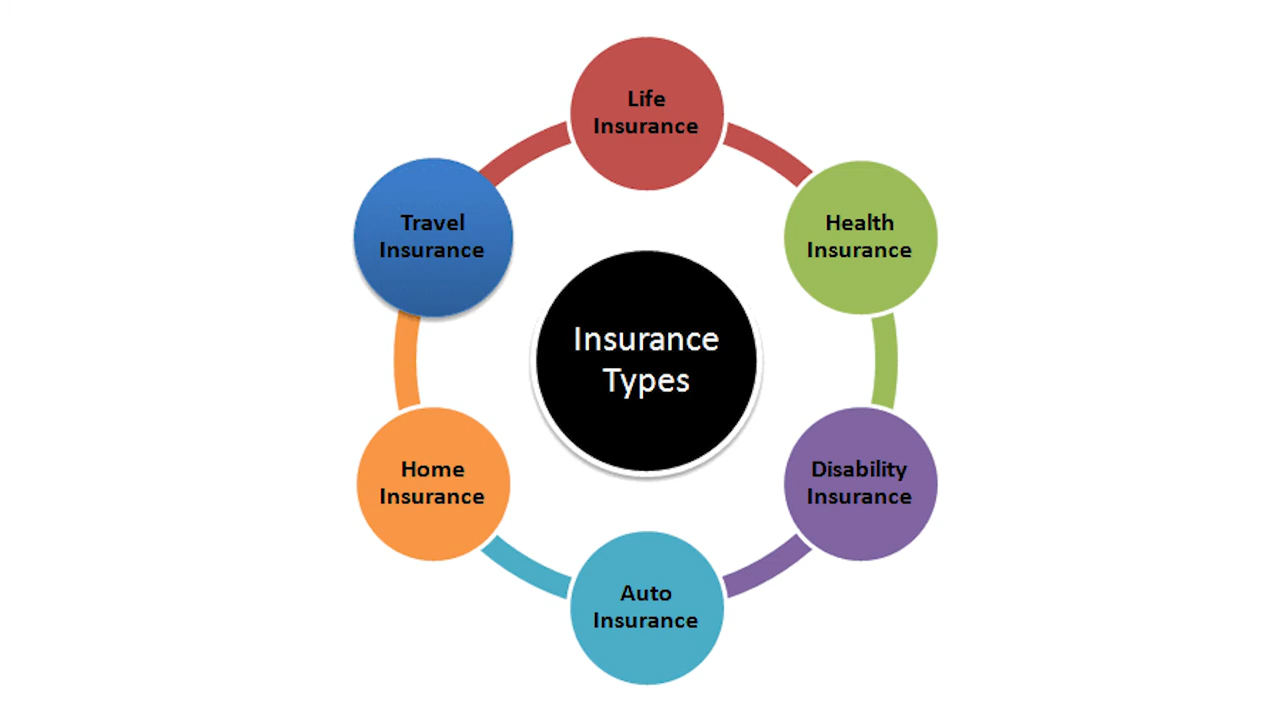 Life
Insurance
Health
Insurance
Disability
Insurance
Auto
Insurance
Home
Insurance
Travel
Insurance
Insurance
Types